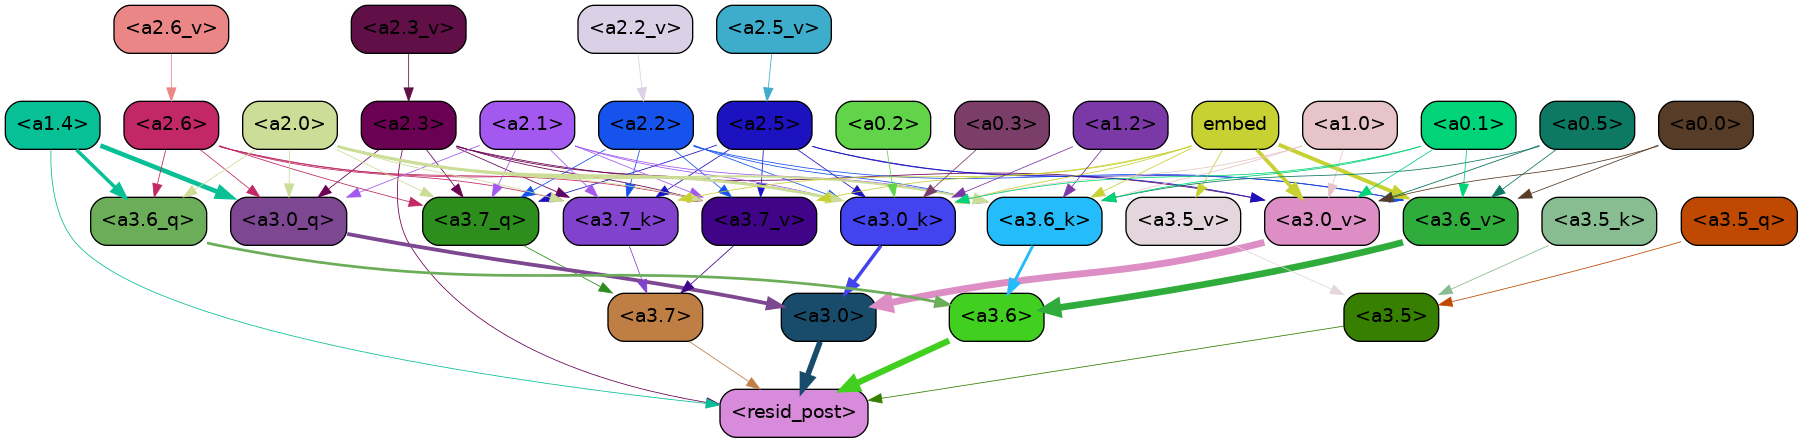 <a2.6_v> <a2.3_v> <a2.2_v> <a2.5_v>
<a1.4> <a2.6> <a2.0> <a2.3> <a2.1> <a2.2> <a2.5> <a0.2> <a0.3> <a1.2> embed <a1.0> <a0.1> <a0.5> <a0.0>
<a3.6_q> <a3.0_q> <a3.7_q> <a3.7_k> <a3.7_v> <a3.0_k> <a3.6_k> <a3.5_v> <a3.0_v> <a3.6_v> <a3.5_k> <a3.5_q>
<a3.7> <a3.0> <a3.6> <a3.5>
<resid_post>